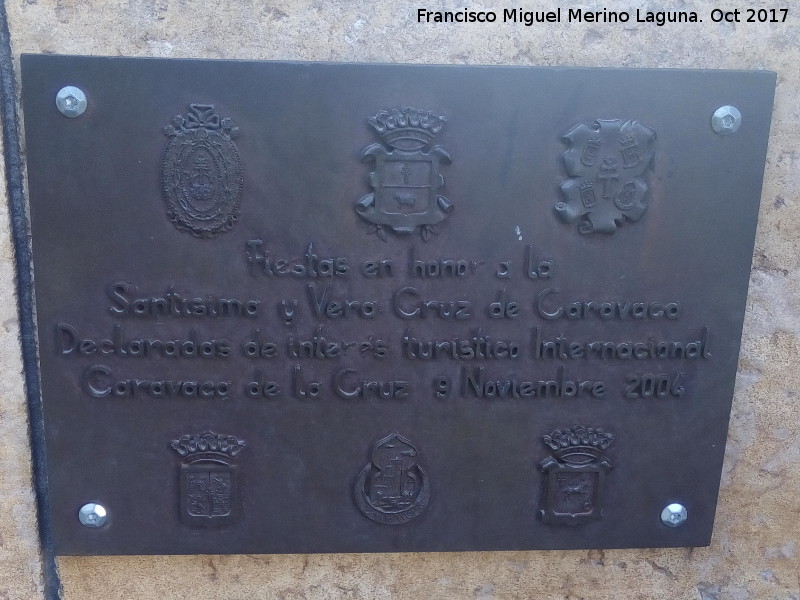 Francisco Miguel Merino Laguna. Oct 2017
Fiestas en honor a la
Santísima y Vera Cruz de Caravaca
Declaradas de interés turístico Internacional
Caravaca de la Cruz 9 Noviembre 2004